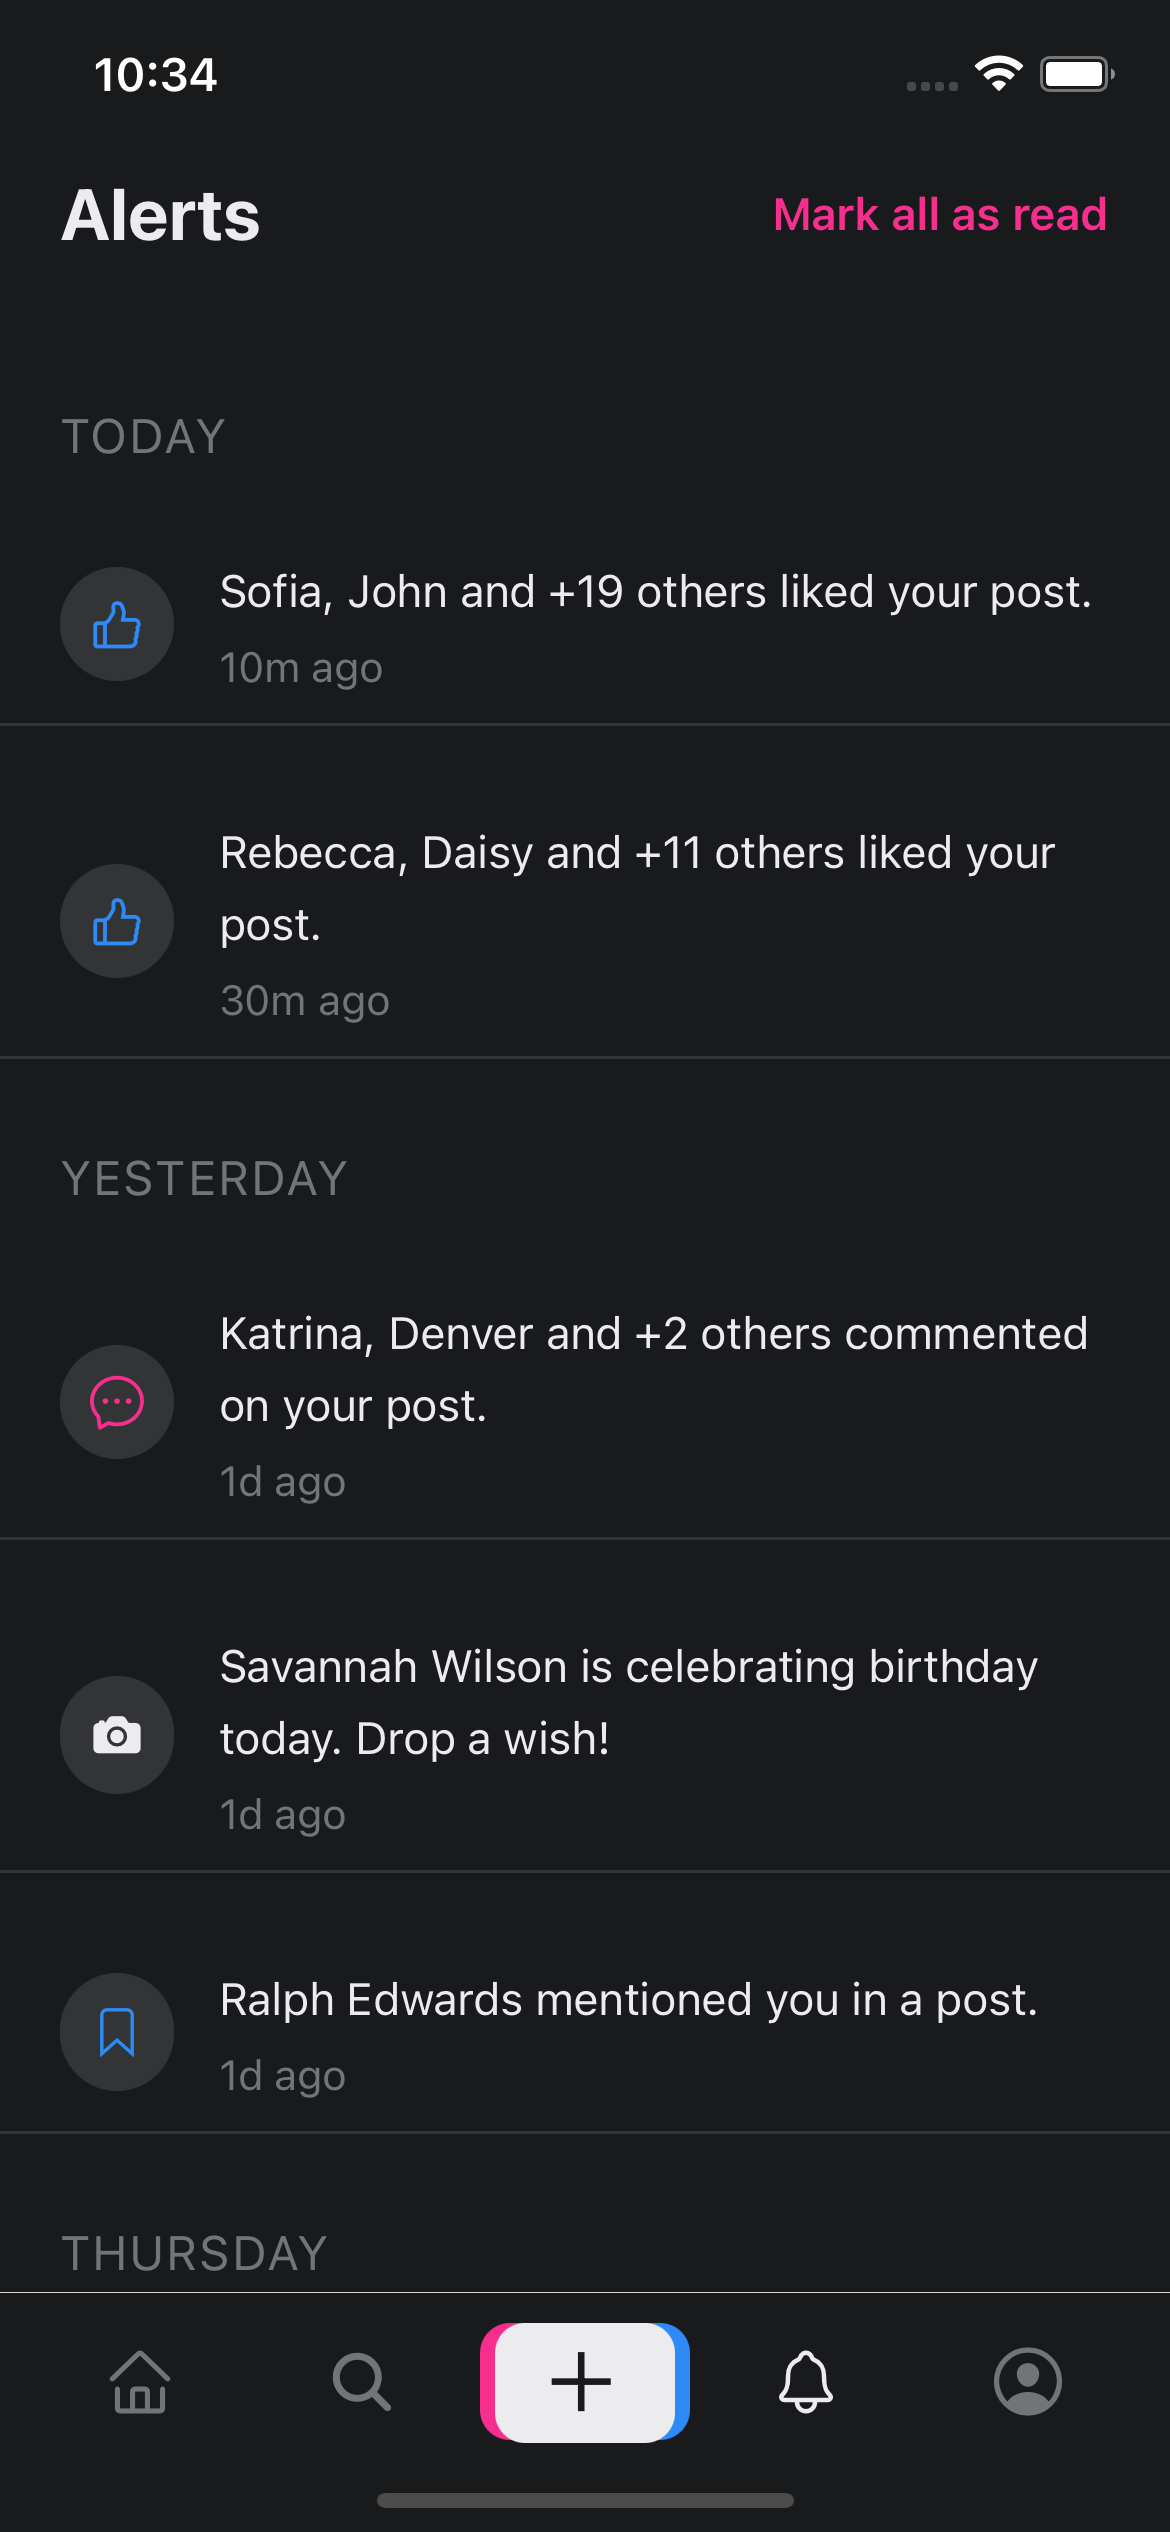 10:34
Alerts
Mark all as read
TODAY
Sofia, John and +19 others liked your post.
10m ago
Rebecca, Daisy and +11 others liked your
post.
30m ago
YESTERDAY
Katrina, Denver and +2 others commented
on your post.
1d ago
Savannah Wilson is celebrating birthday
today. Drop a wish!
1d ago
Ralph Edwards mentioned you in a post.
1d ago
THURSDAY